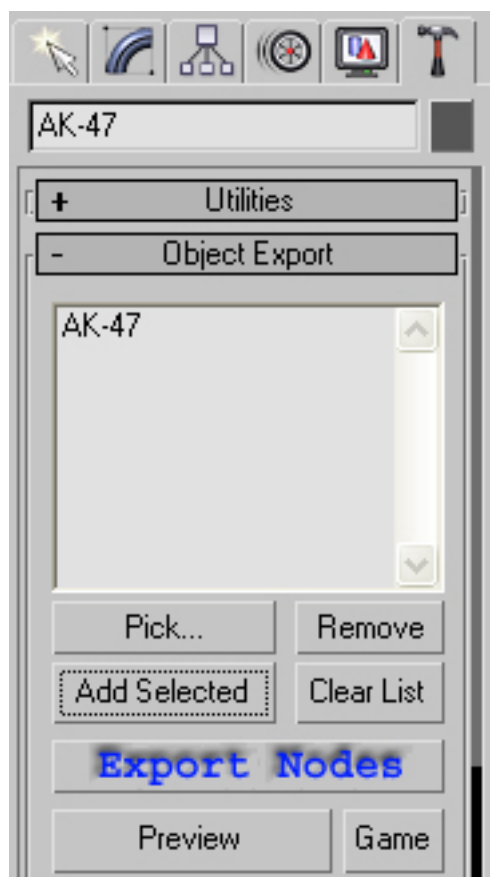 AK-47
+ Utilities
- Object Export
AK-47
Pick... Remove
Add Selected Clear List
Export Nodes
Preview Game